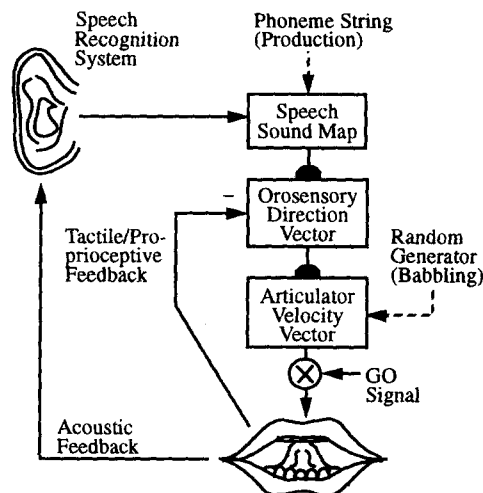 Speech
Recognition
System
Phoneme String
(Production)
Speech
Sound Map
−
Orosensory
Direction
Vector
Tactile/Pro-
prioceptive
Feedback
Random
Generator
(Babbling)
Articulator
Velocity
Vector
GO
Signal
Acoustic
Feedback